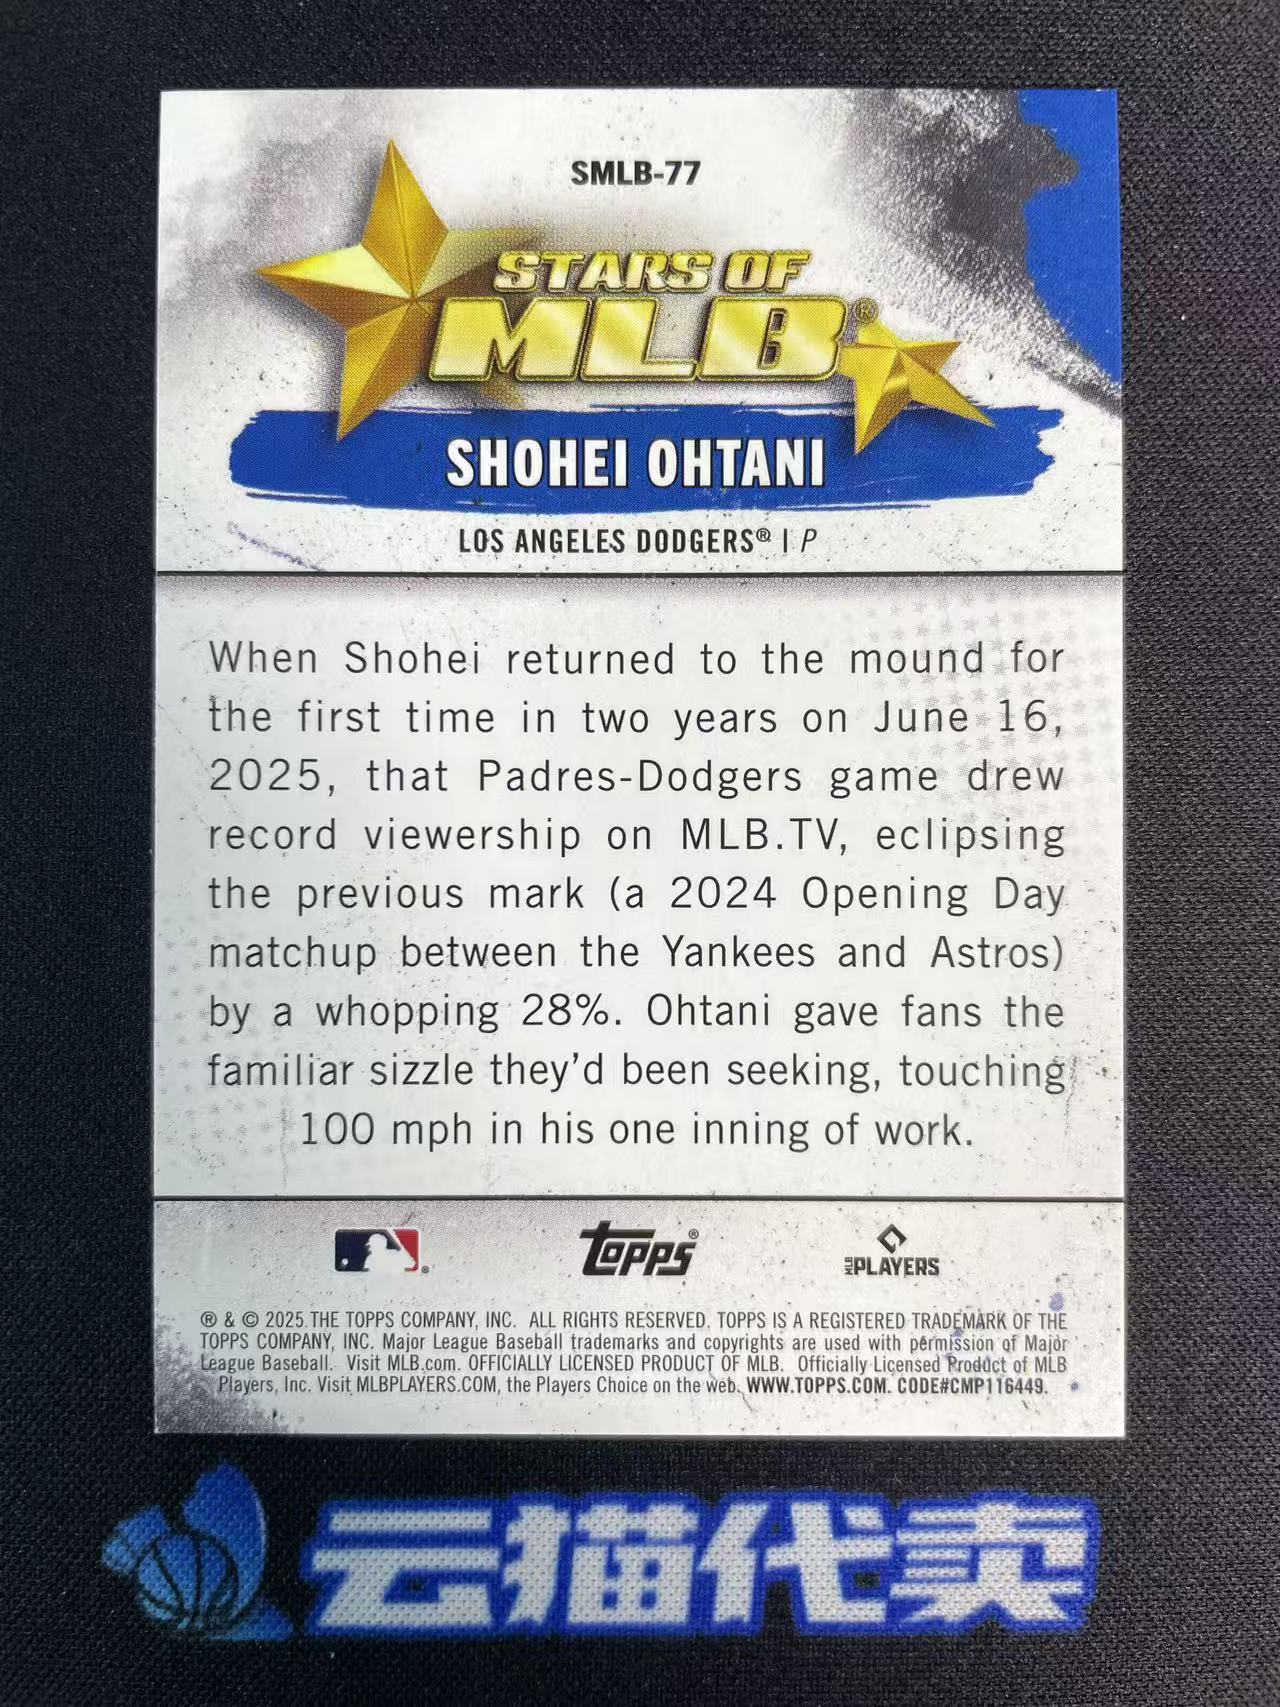 SMLB-77
STARS OF
MLB®
SHOHEI OHTANI
LOS ANGELES DODGERS® | P
When Shohei returned to the mound for
the first time in two years on June 16,
2025, that Padres-Dodgers game drew
record viewership on MLB.TV, eclipsing
the previous mark (a 2024 Opening Day
matchup between the Yankees and Astros)
by a whopping 28%. Ohtani gave fans the
familiar sizzle they'd been seeking, touching
100 mph in his one inning of work.
topps®
MLB PLAYERS
® & © 2025 THE TOPPS COMPANY, INC. ALL RIGHTS RESERVED. TOPPS IS A REGISTERED TRADEMARK OF THE
TOPPS COMPANY, INC. Major League Baseball trademarks and copyrights are used with permission of Major
League Baseball. Visit MLB.com. OFFICIALLY LICENSED PRODUCT OF MLB. Officially Licensed Product of MLB
Players, Inc. Visit MLBPLAYERS.COM, the Players Choice on the web. WWW.TOPPS.COM. CODE#CMP116449.
云猫代卖